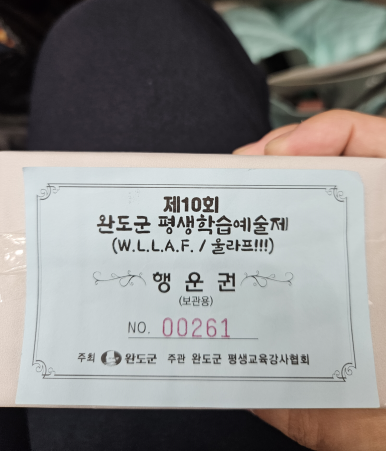 제10회
완도군 평생학습예술제
(W.L.L.A.F. / 울라프!!!)
행운권
(보관용)
NO. 00261
주최 완도군 주관 완도군 평생교육강사협회